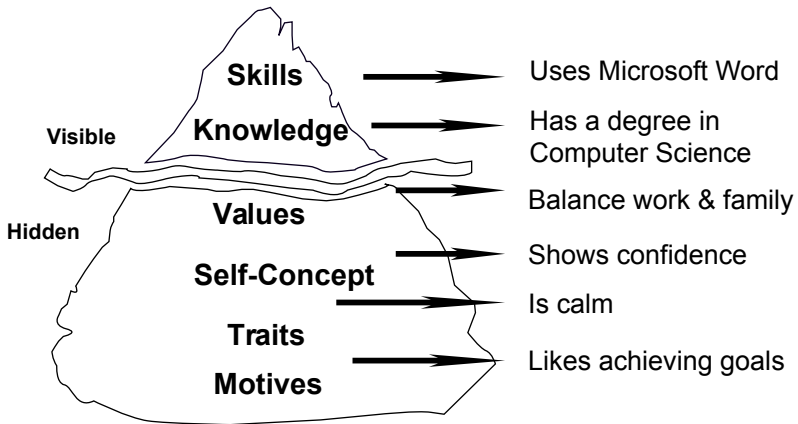 Skills
Uses Microsoft Word
Knowledge
Has a degree in
Computer Science
Visible
Balance work & family
Values
Hidden
Shows confidence
Self-Concept
Is calm
Traits
Likes achieving goals
Motives